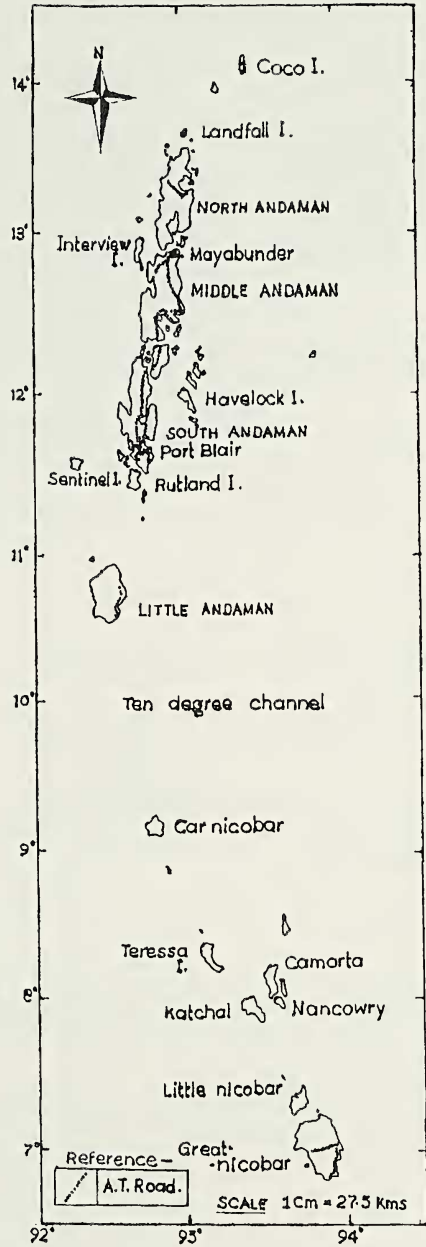 N
14°
Coco I.
Landfall I.
NORTH ANDAMAN
13°
Interview
I.
Mayabunder
MIDDLE ANDAMAN
12°
Havelock I.
SOUTH ANDAMAN
Port Blair
Sentinel I.
Rutland I.
11°
LITTLE ANDAMAN
10°
Ten degree channel
9°
Car nicobar
Teressa
I.
Camorta
8°
Katchal
Nancowry
Little nicobar
7°
Great
nicobar
Reference –
A.T. Road.
SCALE 1Cm = 27.5 Kms
92°
93°
94°